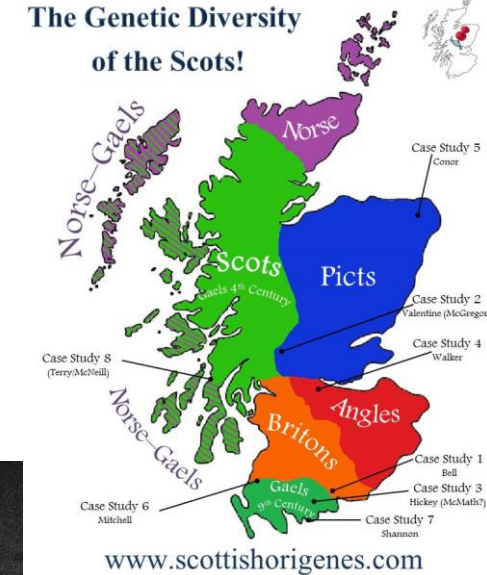 The Genetic Diversity
of the Scots!
Norse
Norse–Gaels
Case Study 5
Conor
Scots
Gaels 4th Century
Picts
Case Study 2
Valentine (McGregor
Case Study 8
(Terry/McNeill)
Case Study 4
Walker
Angles
Norse–Gaels
Britons
Case Study 1
Bell
Gaels
9th Century
Case Study 3
Hickey (McMath?)
Case Study 6
Mitchell
Case Study 7
Shannon
www.scottishorigenes.com